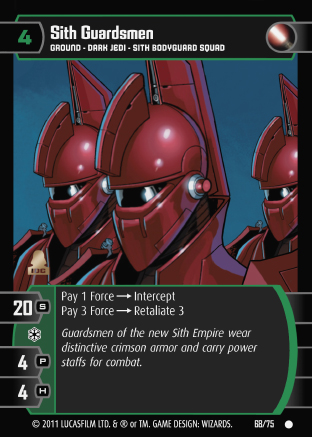 4 Sith Guardsmen
GROUND - DARK JEDI - SITH BODYGUARD SQUAD
20 S
Pay 1 Force → Intercept
Pay 3 Force → Retaliate 3
Guardsmen of the new Sith Empire wear
distinctive crimson armor and carry power
staffs for combat.
4 P
4 H
© 2011 LUCASFILM LTD. & ® or TM. GAME DESIGN: WIZARDS. 68/75